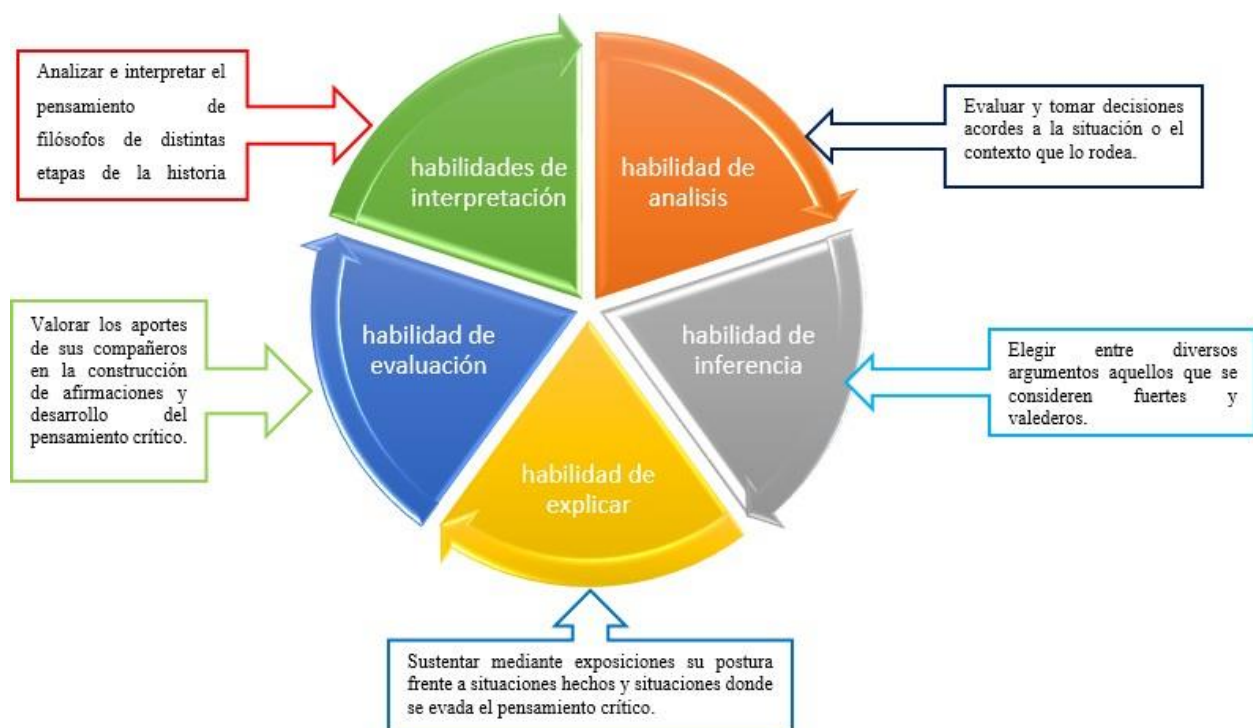 Analizar e interpretar el
pensamiento de
filósofos de distintas
etapas de la historia
habilidades de
interpretación
habilidad de
analisis
Evaluar y tomar decisiones
acordes a la situación o el
contexto que lo rodea.
Valorar los aportes
de sus compañeros
en la construcción
de afirmaciones y
desarrollo del
pensamiento crítico.
habilidad de
evaluación
habilidad de
inferencia
Elegir entre diversos
argumentos aquellos que se
consideren fuertes y
valederos.
habilidad de
explicar
Sustentar mediante exposiciones su postura
frente a situaciones hechos y situaciones donde
se evada el pensamiento crítico.